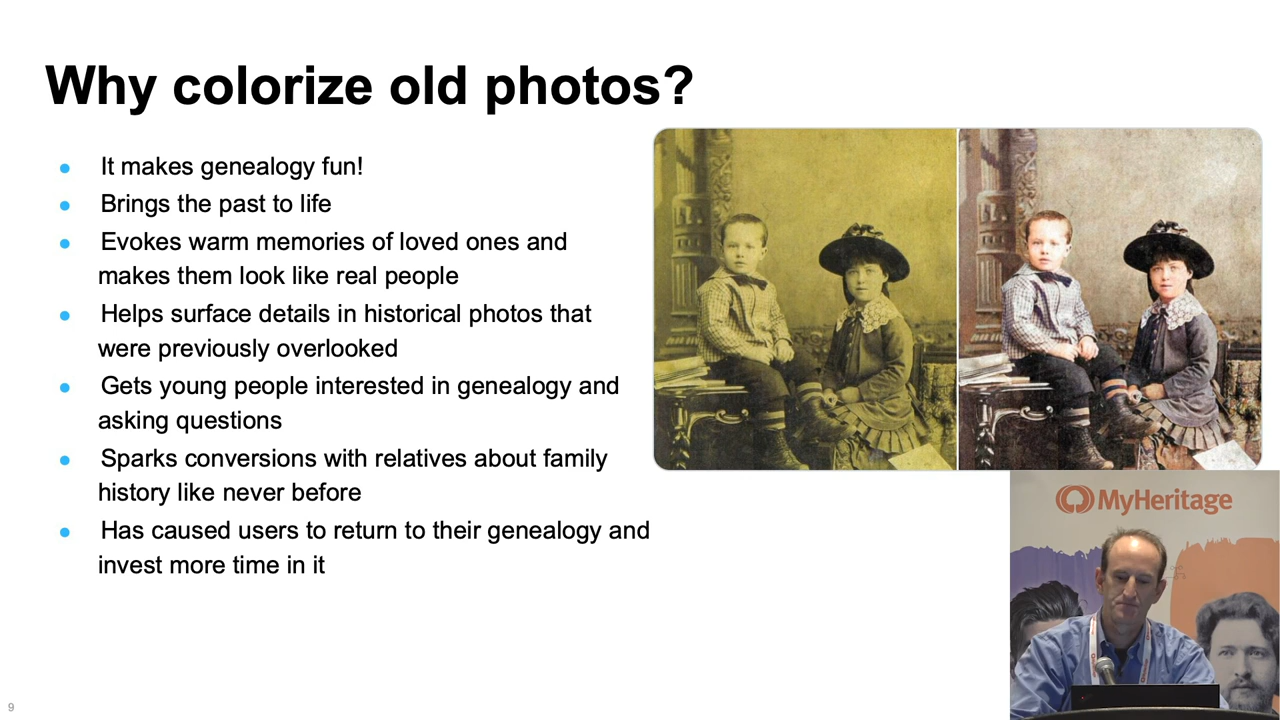 Why colorize old photos?
It makes genealogy fun!
Brings the past to life
Evokes warm memories of loved ones and
makes them look like real people
Helps surface details in historical photos that
were previously overlooked
Gets young people interested in genealogy and
asking questions
Sparks conversions with relatives about family
history like never before
Has caused users to return to their genealogy and
invest more time in it
MyHeritage
9